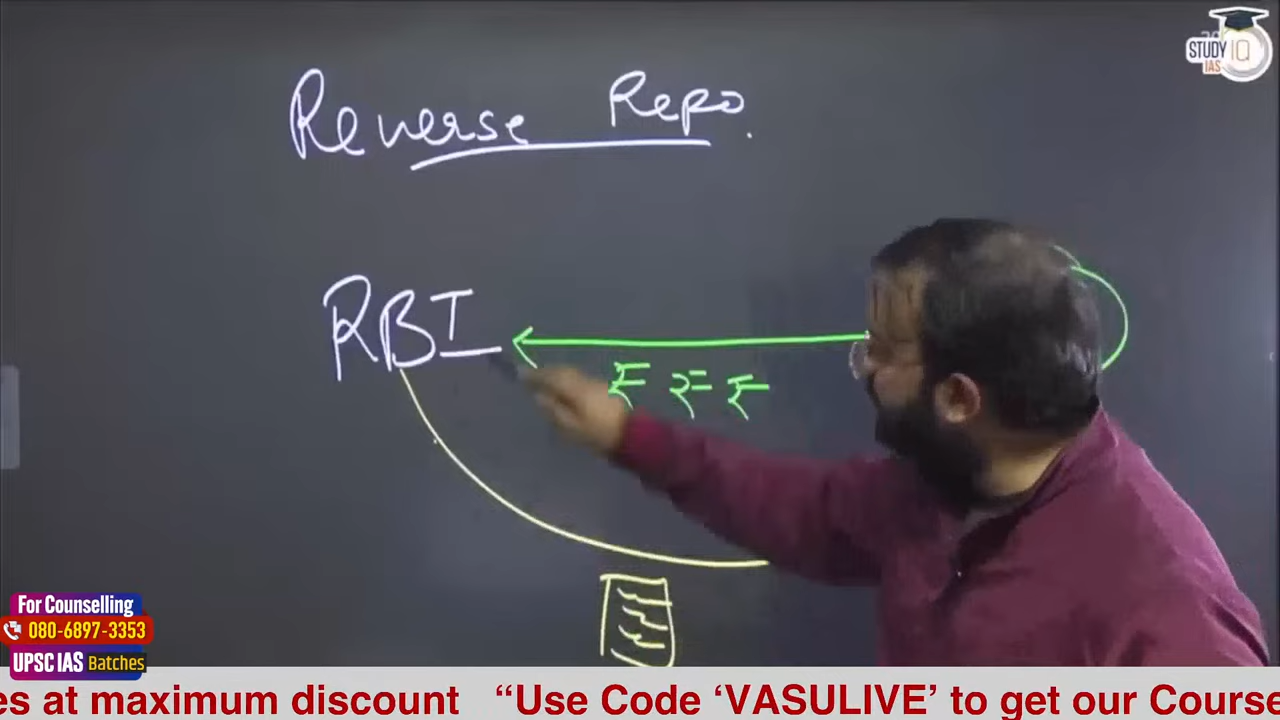 STUDY IQ
IAS
Reverse Repo.
RBI
₹ ₹ ₹
For Counselling
080-6897-3353
UPSC IAS Batches
es at maximum discount “Use Code ‘VASULIVE’ to get our Course